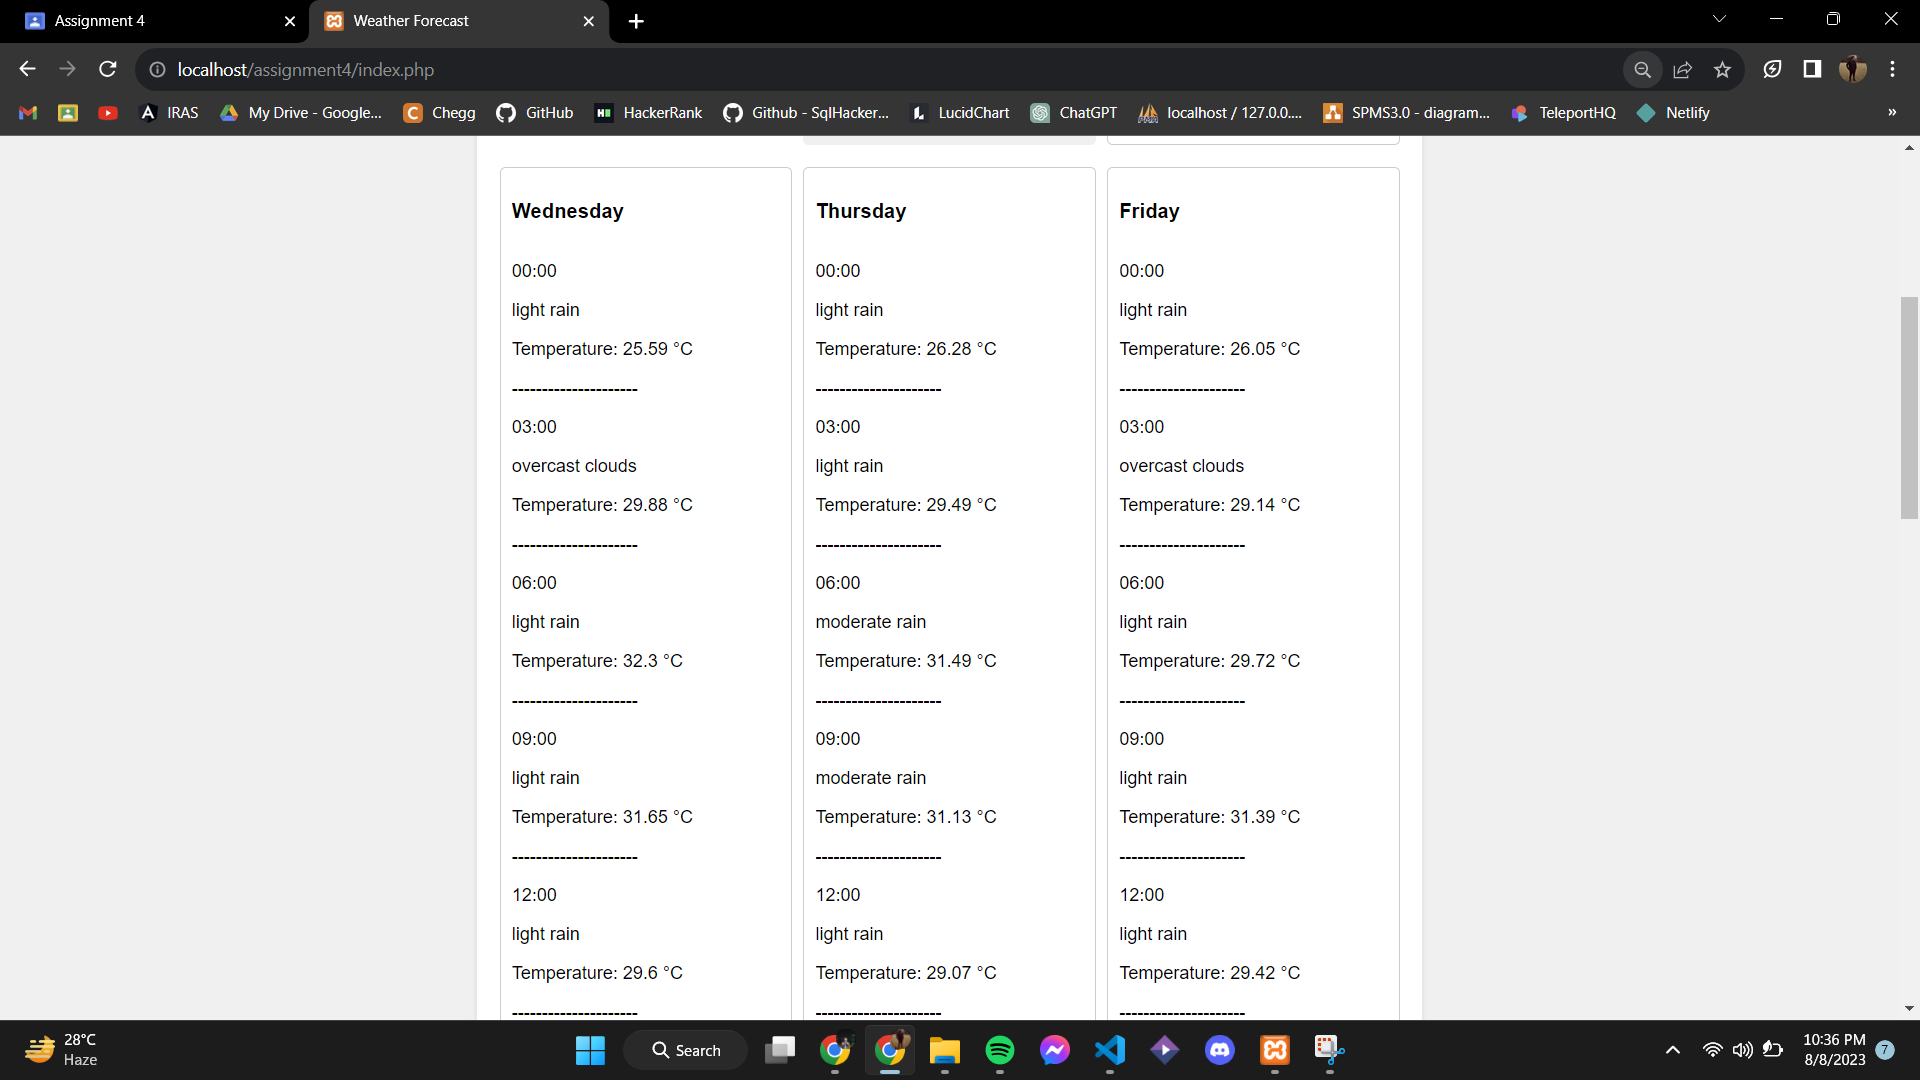 Assignment 4
Weather Forecast
localhost/assignment4/index.php
IRAS
My Drive - Google...
Chegg
GitHub
HackerRank
Github - SqlHacker...
LucidChart
ChatGPT
localhost / 127.0.0....
SPMS3.0 - diagram...
TeleportHQ
Netlify
»
Wednesday
00:00
light rain
Temperature: 25.59 °C
---------------------
03:00
overcast clouds
Temperature: 29.88 °C
---------------------
06:00
light rain
Temperature: 32.3 °C
---------------------
09:00
light rain
Temperature: 31.65 °C
---------------------
12:00
light rain
Temperature: 29.6 °C
---------------------
Thursday
00:00
light rain
Temperature: 26.28 °C
---------------------
03:00
light rain
Temperature: 29.49 °C
---------------------
06:00
moderate rain
Temperature: 31.49 °C
---------------------
09:00
moderate rain
Temperature: 31.13 °C
---------------------
12:00
light rain
Temperature: 29.07 °C
---------------------
Friday
00:00
light rain
Temperature: 26.05 °C
---------------------
03:00
overcast clouds
Temperature: 29.14 °C
---------------------
06:00
light rain
Temperature: 29.72 °C
---------------------
09:00
light rain
Temperature: 31.39 °C
---------------------
12:00
light rain
Temperature: 29.42 °C
---------------------
28°C
Haze
Search
10:36 PM
8/8/2023
7